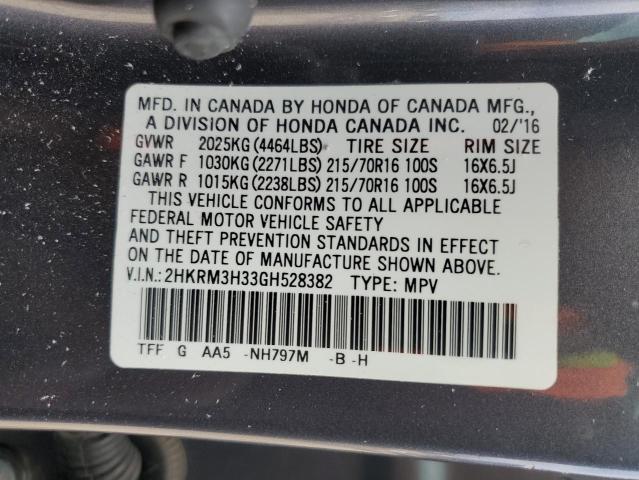 MFD. IN CANADA BY HONDA OF CANADA MFG.,
A DIVISION OF HONDA CANADA INC. 02/'16
GVWR 2025KG(4464LBS) TIRE SIZE RIM SIZE
GAWR F 1030KG(2271LBS) 215/70R16 100S 16X6.5J
GAWR R 1015KG(2238LBS) 215/70R16 100S 16X6.5J
THIS VEHICLE CONFORMS TO ALL APPLICABLE
FEDERAL MOTOR VEHICLE SAFETY
AND THEFT PREVENTION STANDARDS IN EFFECT
ON THE DATE OF MANUFACTURE SHOWN ABOVE.
V.I.N.: 2HKRM3H33GH528382 TYPE: MPV
TFF G AA5 -NH797M -B -H